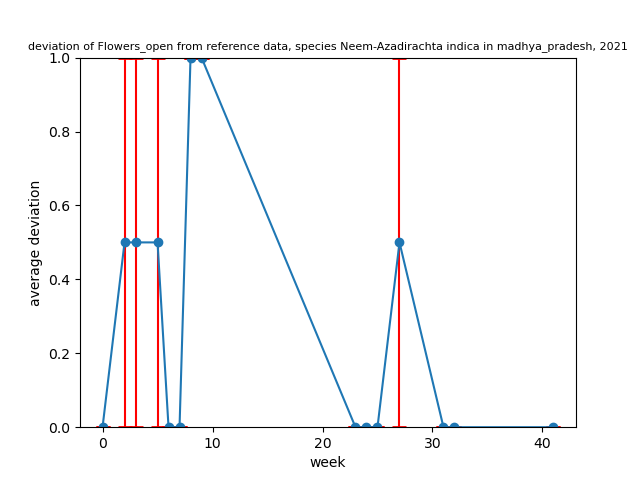 deviation of Flowers_open from reference data, species Neem-Azadirachta indica in madhya_pradesh, 2021
1.0
0.8
0.6
0.4
0.2
0.0
average deviation
0 10 20 30 40
week